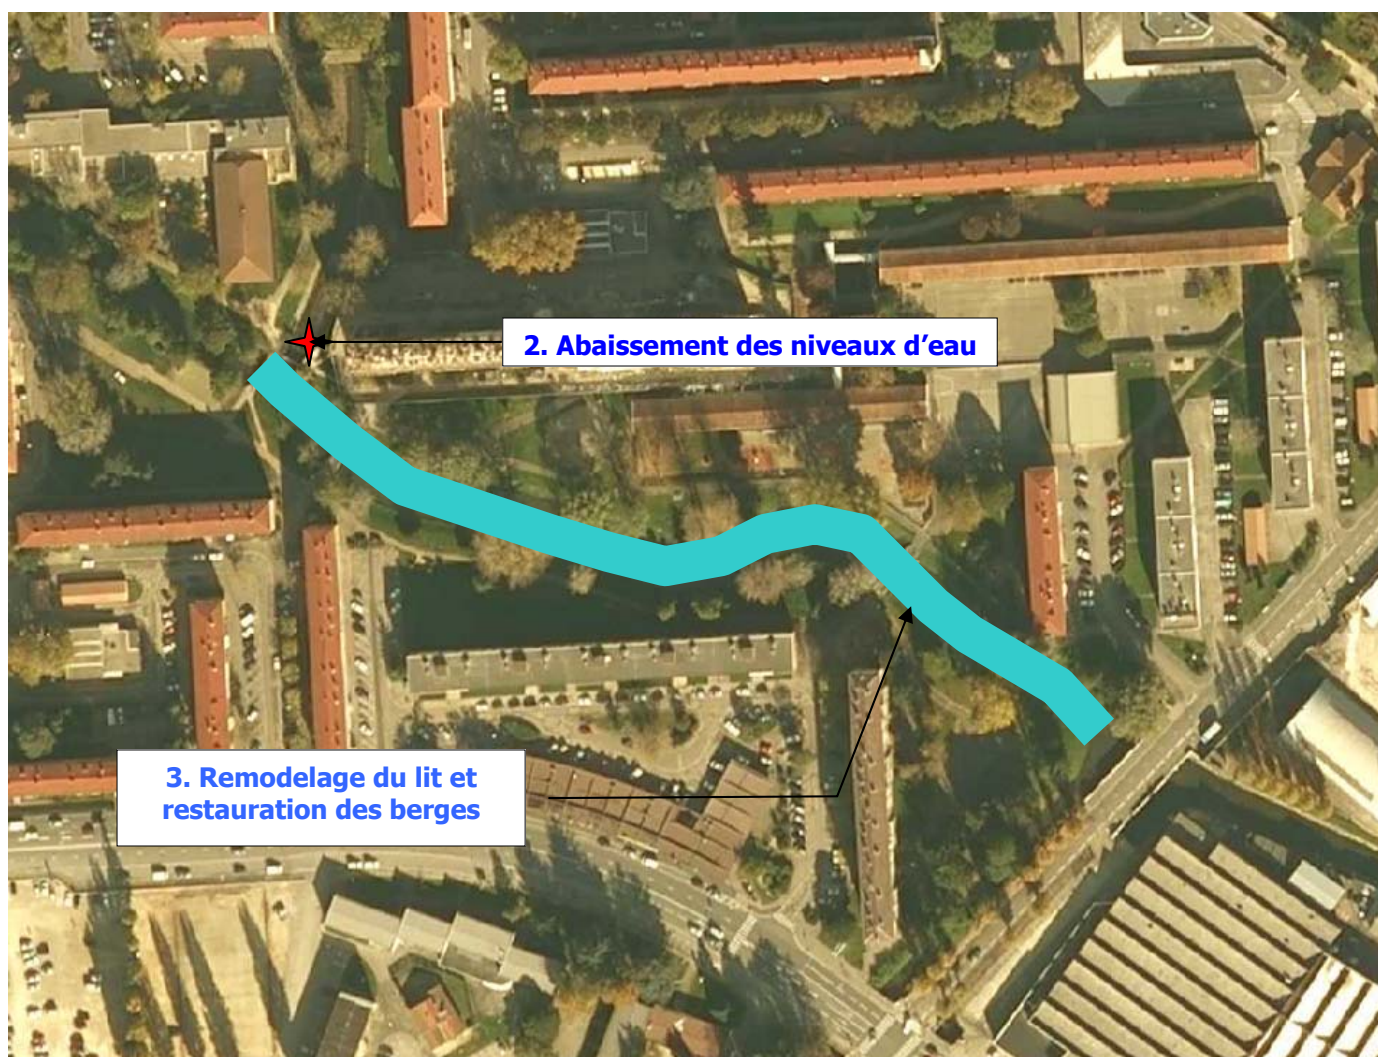 2. Abaissement des niveaux d’eau
3. Remodelage du lit et
restauration des berges